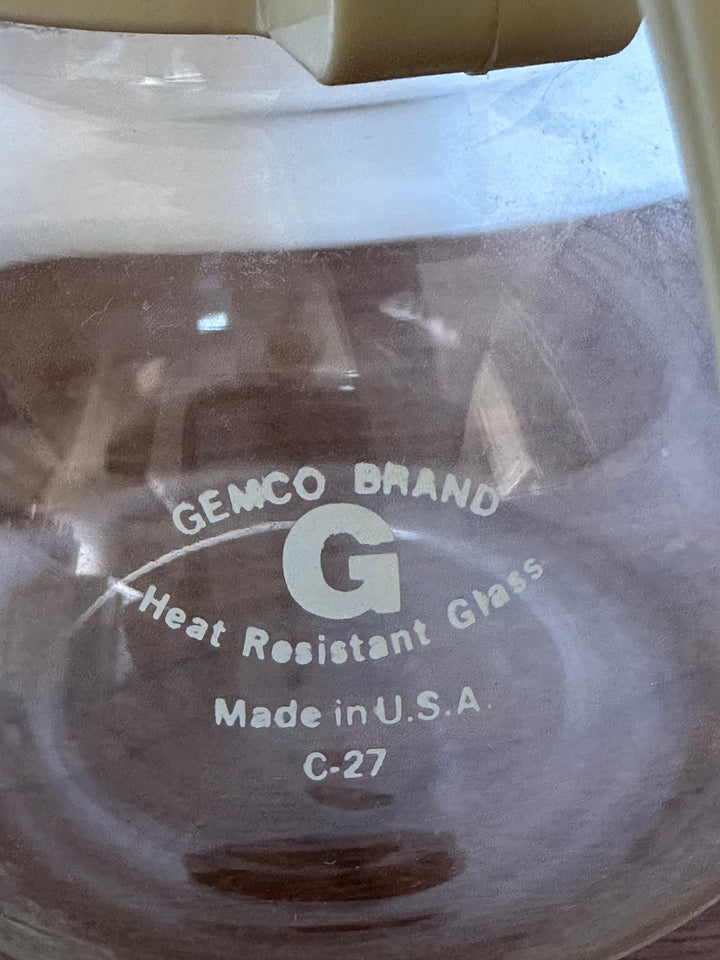 GEMCO BRAND
G
Heat Resistant Glass
Made in U.S.A.
C-27